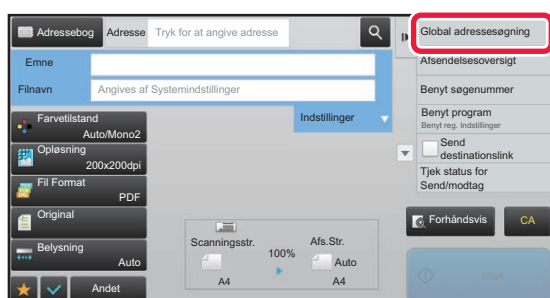 Adressebog
Adresse
Tryk for at angive adresse
Emne
Filnavn
Angives af Systemindstillinger
Indstillinger
Farvetilstand
Auto/Mono2
Opløsning
200x200dpi
Fil Format
PDF
Original
Belysning
Auto
Andet
Scanningsstr.
A4
100%
Afs.Str.
Auto
A4
Global adressesøgning
Afsendelsesoversigt
Benyt søgenummer
Benyt program
Benyt reg. Indstillinger
Send
destinationslink
Tjek status for
Send/modtag
Forhåndsvis
CA
Start